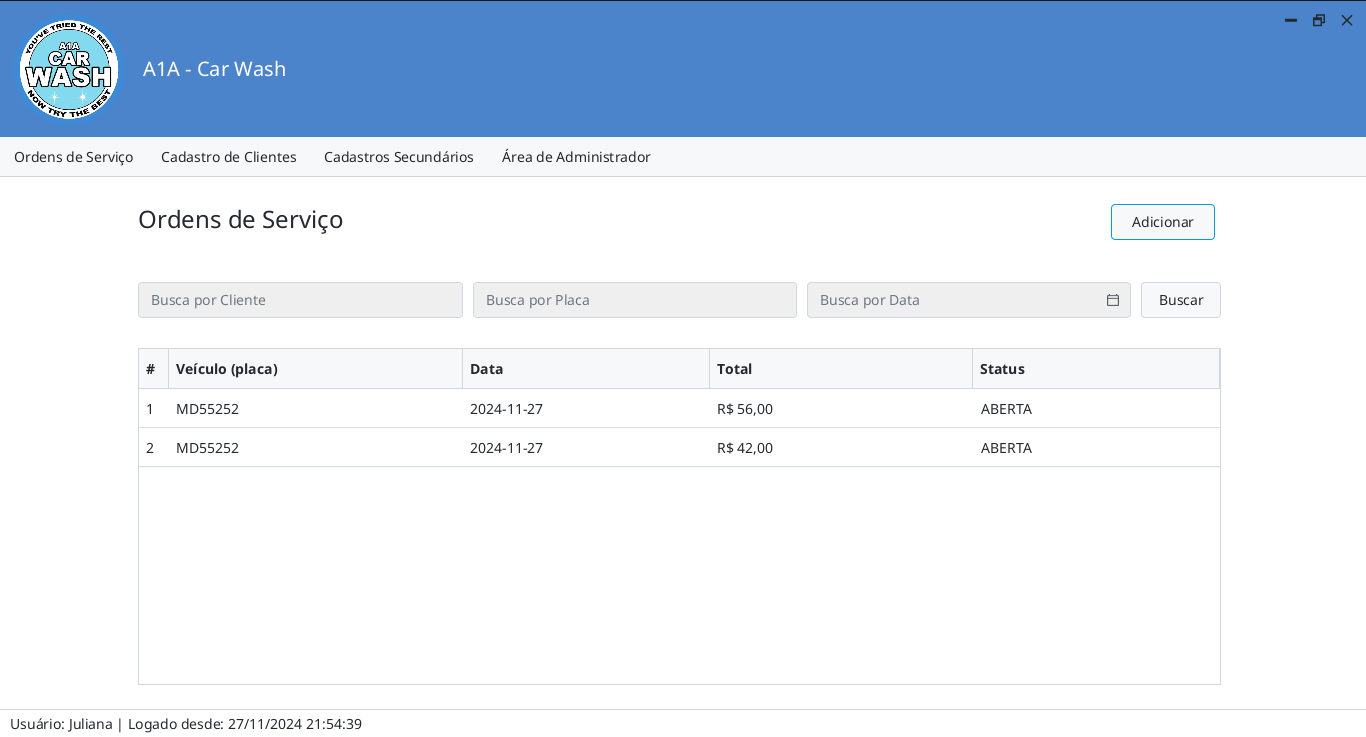 YOU'VE TRIED THE BEST
A1A
CAR
WASH
NOW TRY THE BEST
A1A - Car Wash
Ordens de Serviço Cadastro de Clientes Cadastros Secundários Área de Administrador
Ordens de Serviço Adicionar
Busca por Cliente Busca por Placa Busca por Data Buscar
# Veículo (placa) Data Total Status
1 MD55252 2024-11-27 R$ 56,00 ABERTA
2 MD55252 2024-11-27 R$ 42,00 ABERTA
Usuário: Juliana | Logado desde: 27/11/2024 21:54:39